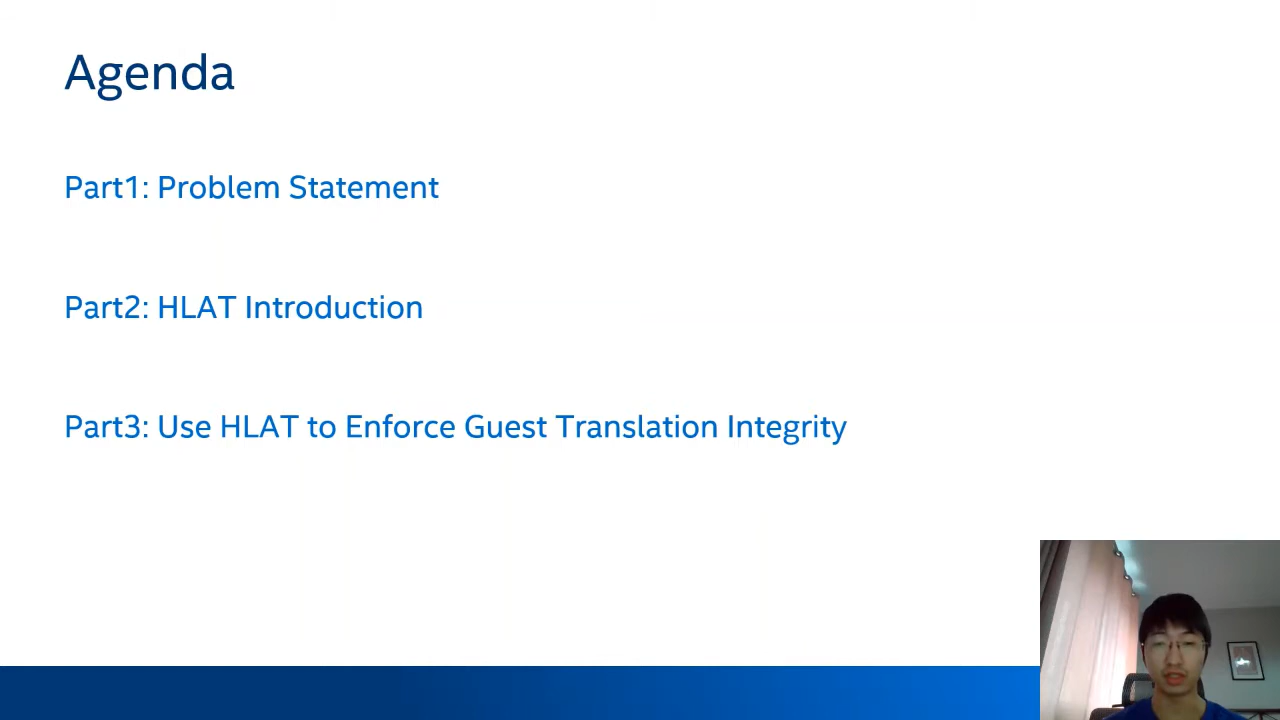 Agenda
Part1: Problem Statement
Part2: HLAT Introduction
Part3: Use HLAT to Enforce Guest Translation Integrity